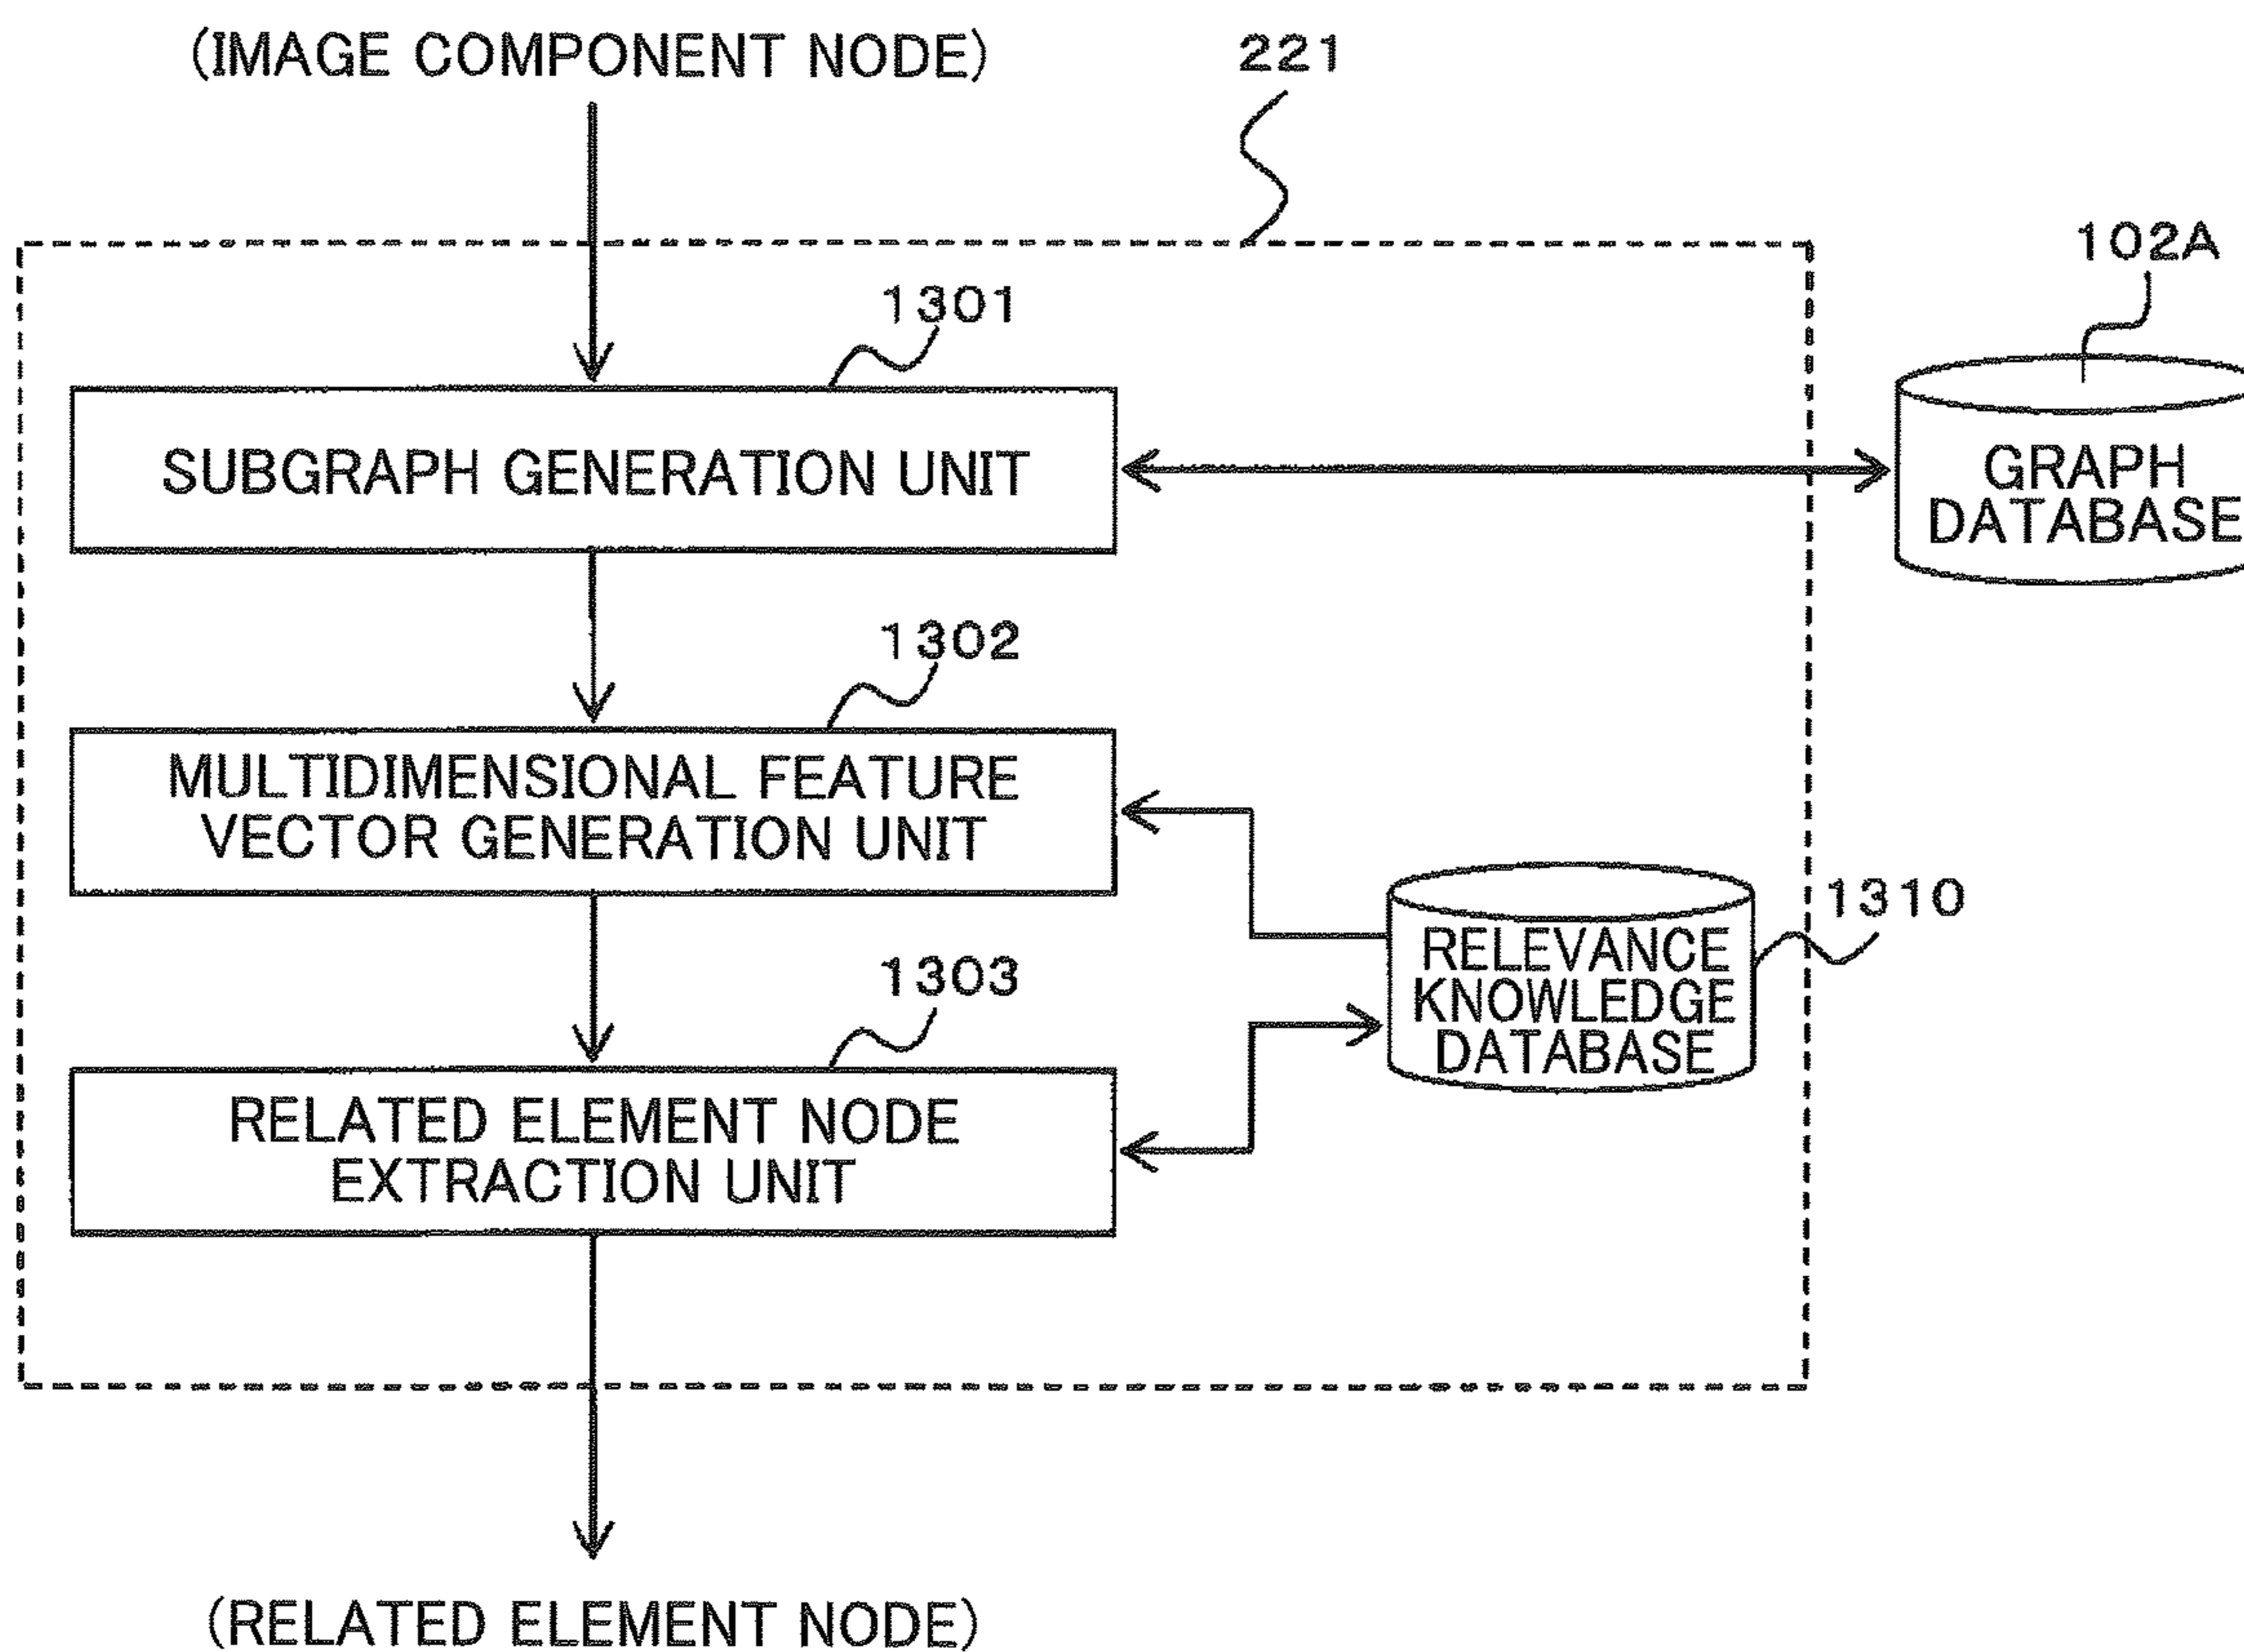 (IMAGE COMPONENT NODE)
221
102A
1301
SUBGRAPH GENERATION UNIT
GRAPH
DATABASE
1302
MULTIDIMENSIONAL FEATURE
VECTOR GENERATION UNIT
1310
RELEVANCE
KNOWLEDGE
DATABASE
1303
RELATED ELEMENT NODE
EXTRACTION UNIT
(RELATED ELEMENT NODE)